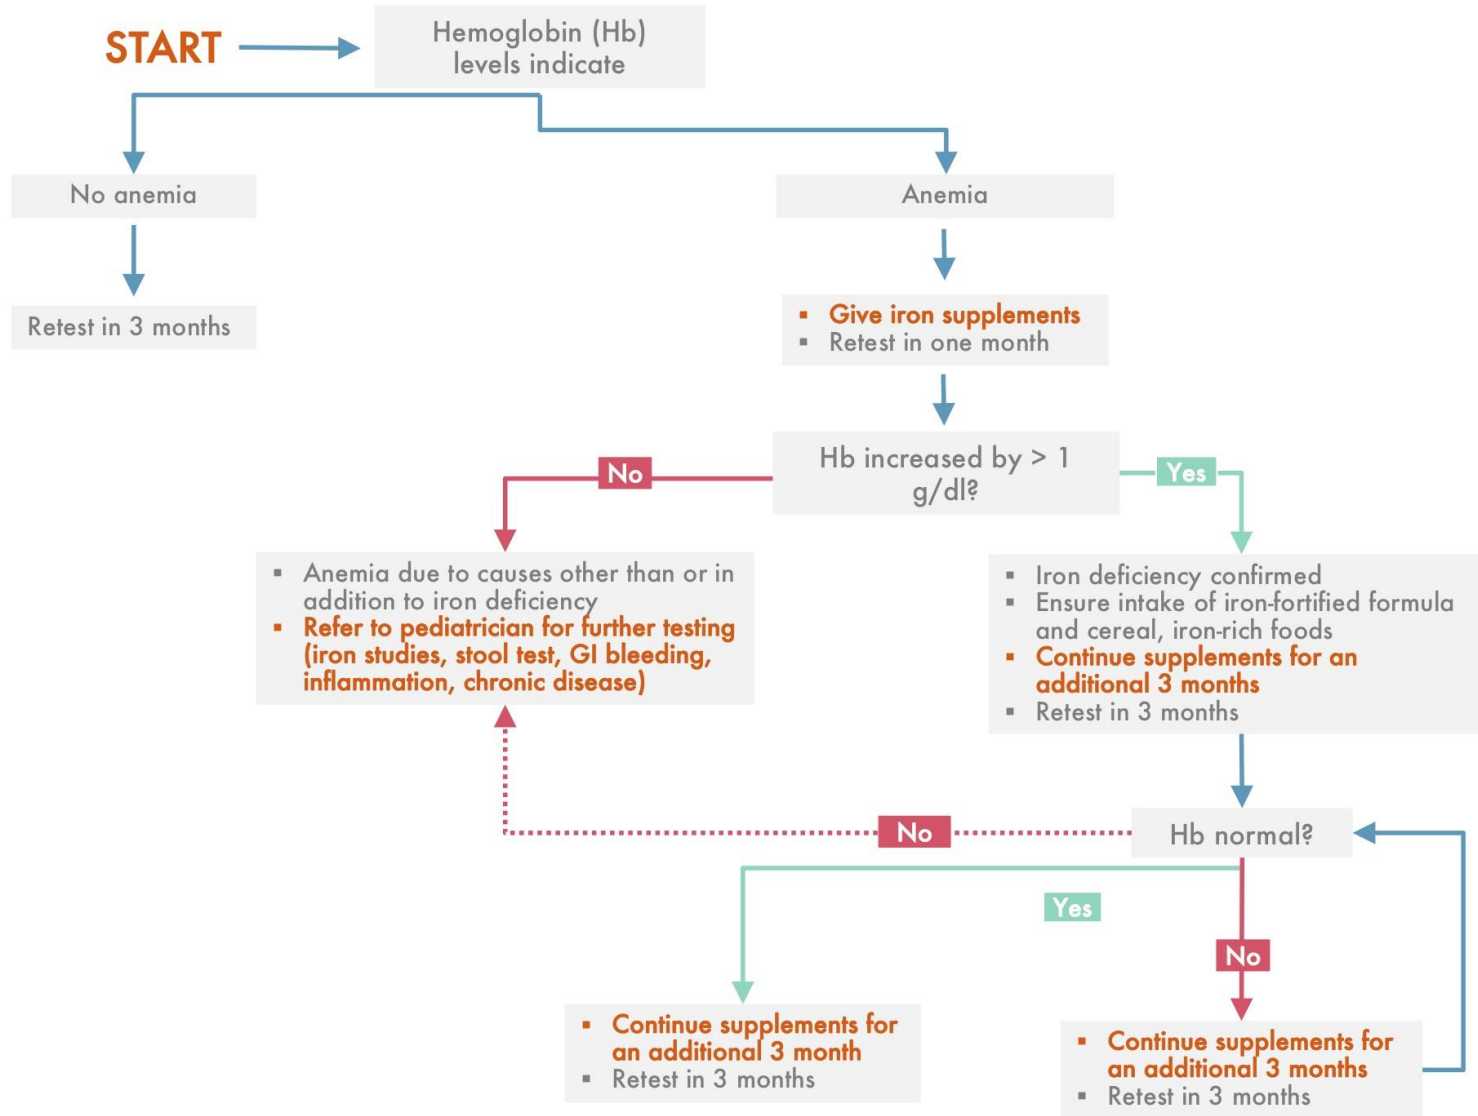 START
Hemoglobin (Hb)
levels indicate
No anemia
Anemia
Retest in 3 months
▪ Give iron supplements
▪ Retest in one month
Hb increased by > 1
g/dl?
No
Yes
▪ Anemia due to causes other than or in
addition to iron deficiency
▪ Refer to pediatrician for further testing
(iron studies, stool test, GI bleeding,
inflammation, chronic disease)
▪ Iron deficiency confirmed
▪ Ensure intake of iron-fortified formula
and cereal, iron-rich foods
▪ Continue supplements for an
additional 3 months
▪ Retest in 3 months
No
Hb normal?
Yes
No
▪ Continue supplements for
an additional 3 month
▪ Retest in 3 months
▪ Continue supplements for
an additional 3 months
▪ Retest in 3 months